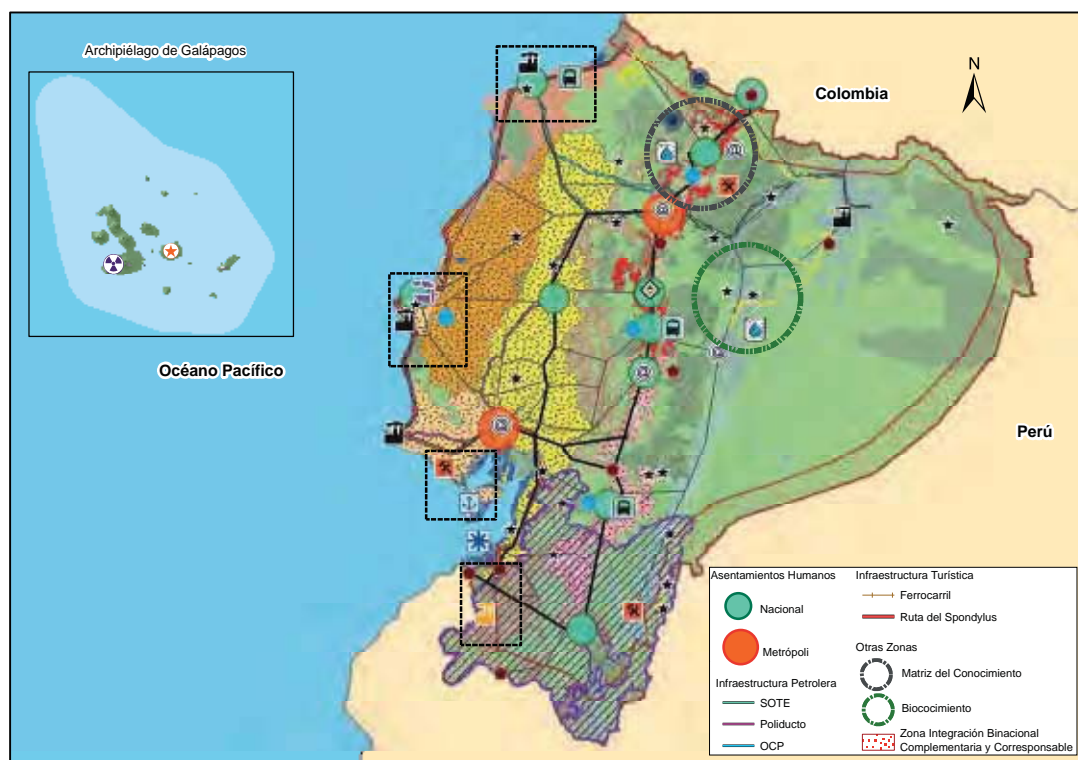 Archipiélago de Galápagos
N
Colombia
Océano Pacífico
Perú
Asentamientos Humanos
Nacional
Metrópoli
Infraestructura Petrolera
SOTE
Poliducto
OCP
Infraestructura Turística
Ferrocarril
Ruta del Spondylus
Otras Zonas
Matriz del Conocimiento
Biococimiento
Zona Integración Binacional
Complementaria y Corresponsable